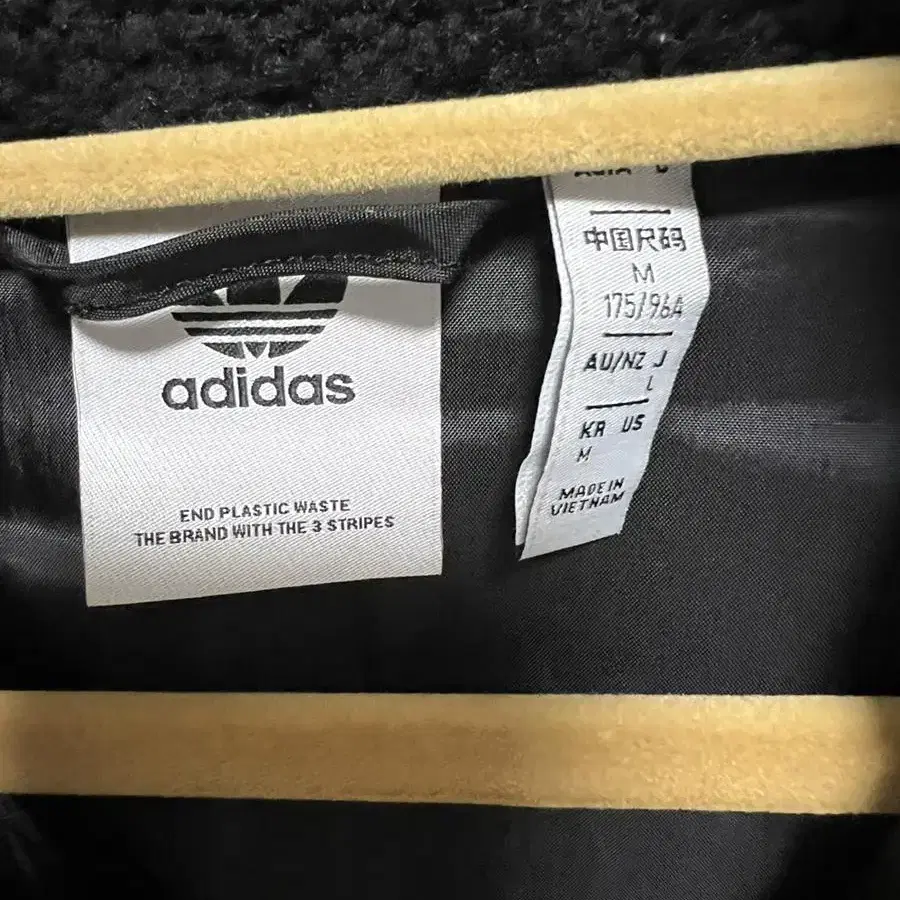 adidas
END PLASTIC WASTE
THE BRAND WITH THE 3 STRIPES
中国尺码
M
175/96A
AU/NZ J
L
KR US
M
MADE IN
VIETNAM